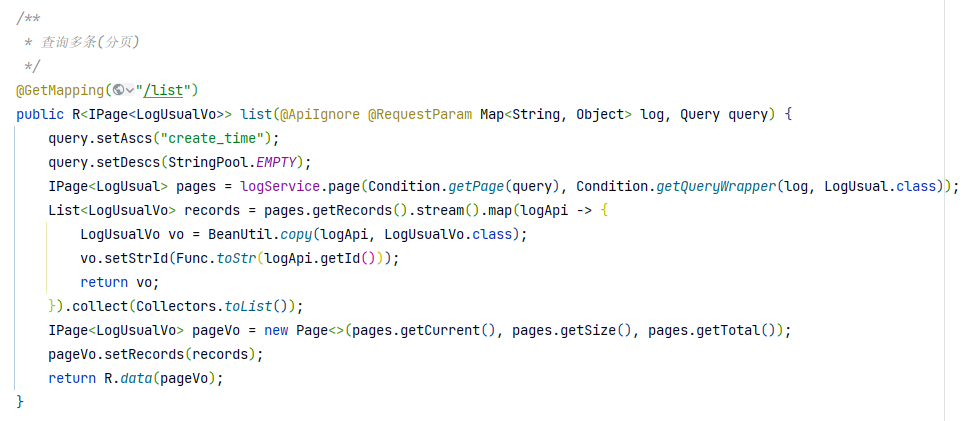 /**
 * 查询多条(分页)
 */
@GetMapping("/list")
public R<IPage<LogUsualVo>> list(@ApiIgnore @RequestParam Map<String, Object> log, Query query) {
    query.setAscs("create_time");
    query.setDescs(StringPool.EMPTY);
    IPage<LogUsual> pages = logService.page(Condition.getPage(query), Condition.getQueryWrapper(log, LogUsual.class));
    List<LogUsualVo> records = pages.getRecords().stream().map(logApi -> {
        LogUsualVo vo = BeanUtil.copy(logApi, LogUsualVo.class);
        vo.setStrId(Func.toStr(logApi.getId()));
        return vo;
    }).collect(Collectors.toList());
    IPage<LogUsualVo> pageVo = new Page<>(pages.getCurrent(), pages.getSize(), pages.getTotal());
    pageVo.setRecords(records);
    return R.data(pageVo);
}